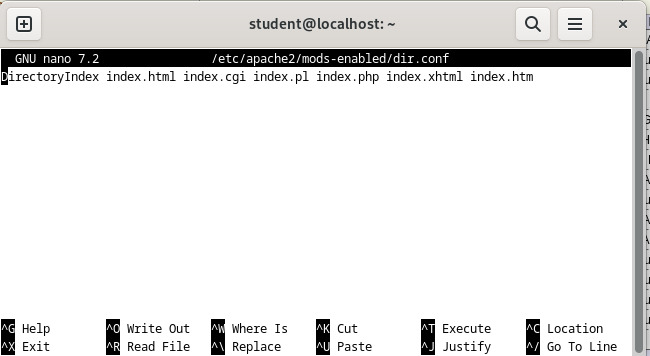 student@localhost: ~
GNU nano 7.2 /etc/apache2/mods-enabled/dir.conf
DirectoryIndex index.html index.cgi index.pl index.php index.xhtml index.htm
^G Help ^O Write Out ^W Where Is ^K Cut ^T Execute ^C Location
^X Exit ^R Read File ^\ Replace ^U Paste ^J Justify ^/ Go To Line